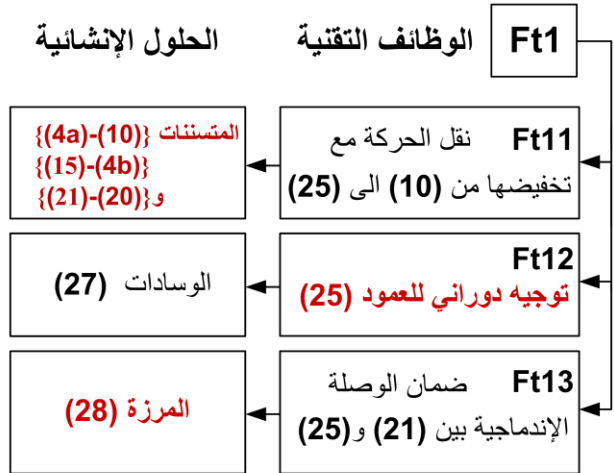 Ft1 الوظائف التقنية الحلول الإنشائية
Ft11 نقل الحركة مع
تخفيضها من (10) الى (25)
المتسننات {(10)-(4a)}
{(4b)-(15)}
و{(20)-(21)}
Ft12
توجيه دوراني للعمود (25)
الوسادات (27)
Ft13 ضمان الوصلة
الإندماجية بين (21) و(25)
المرزة (28)